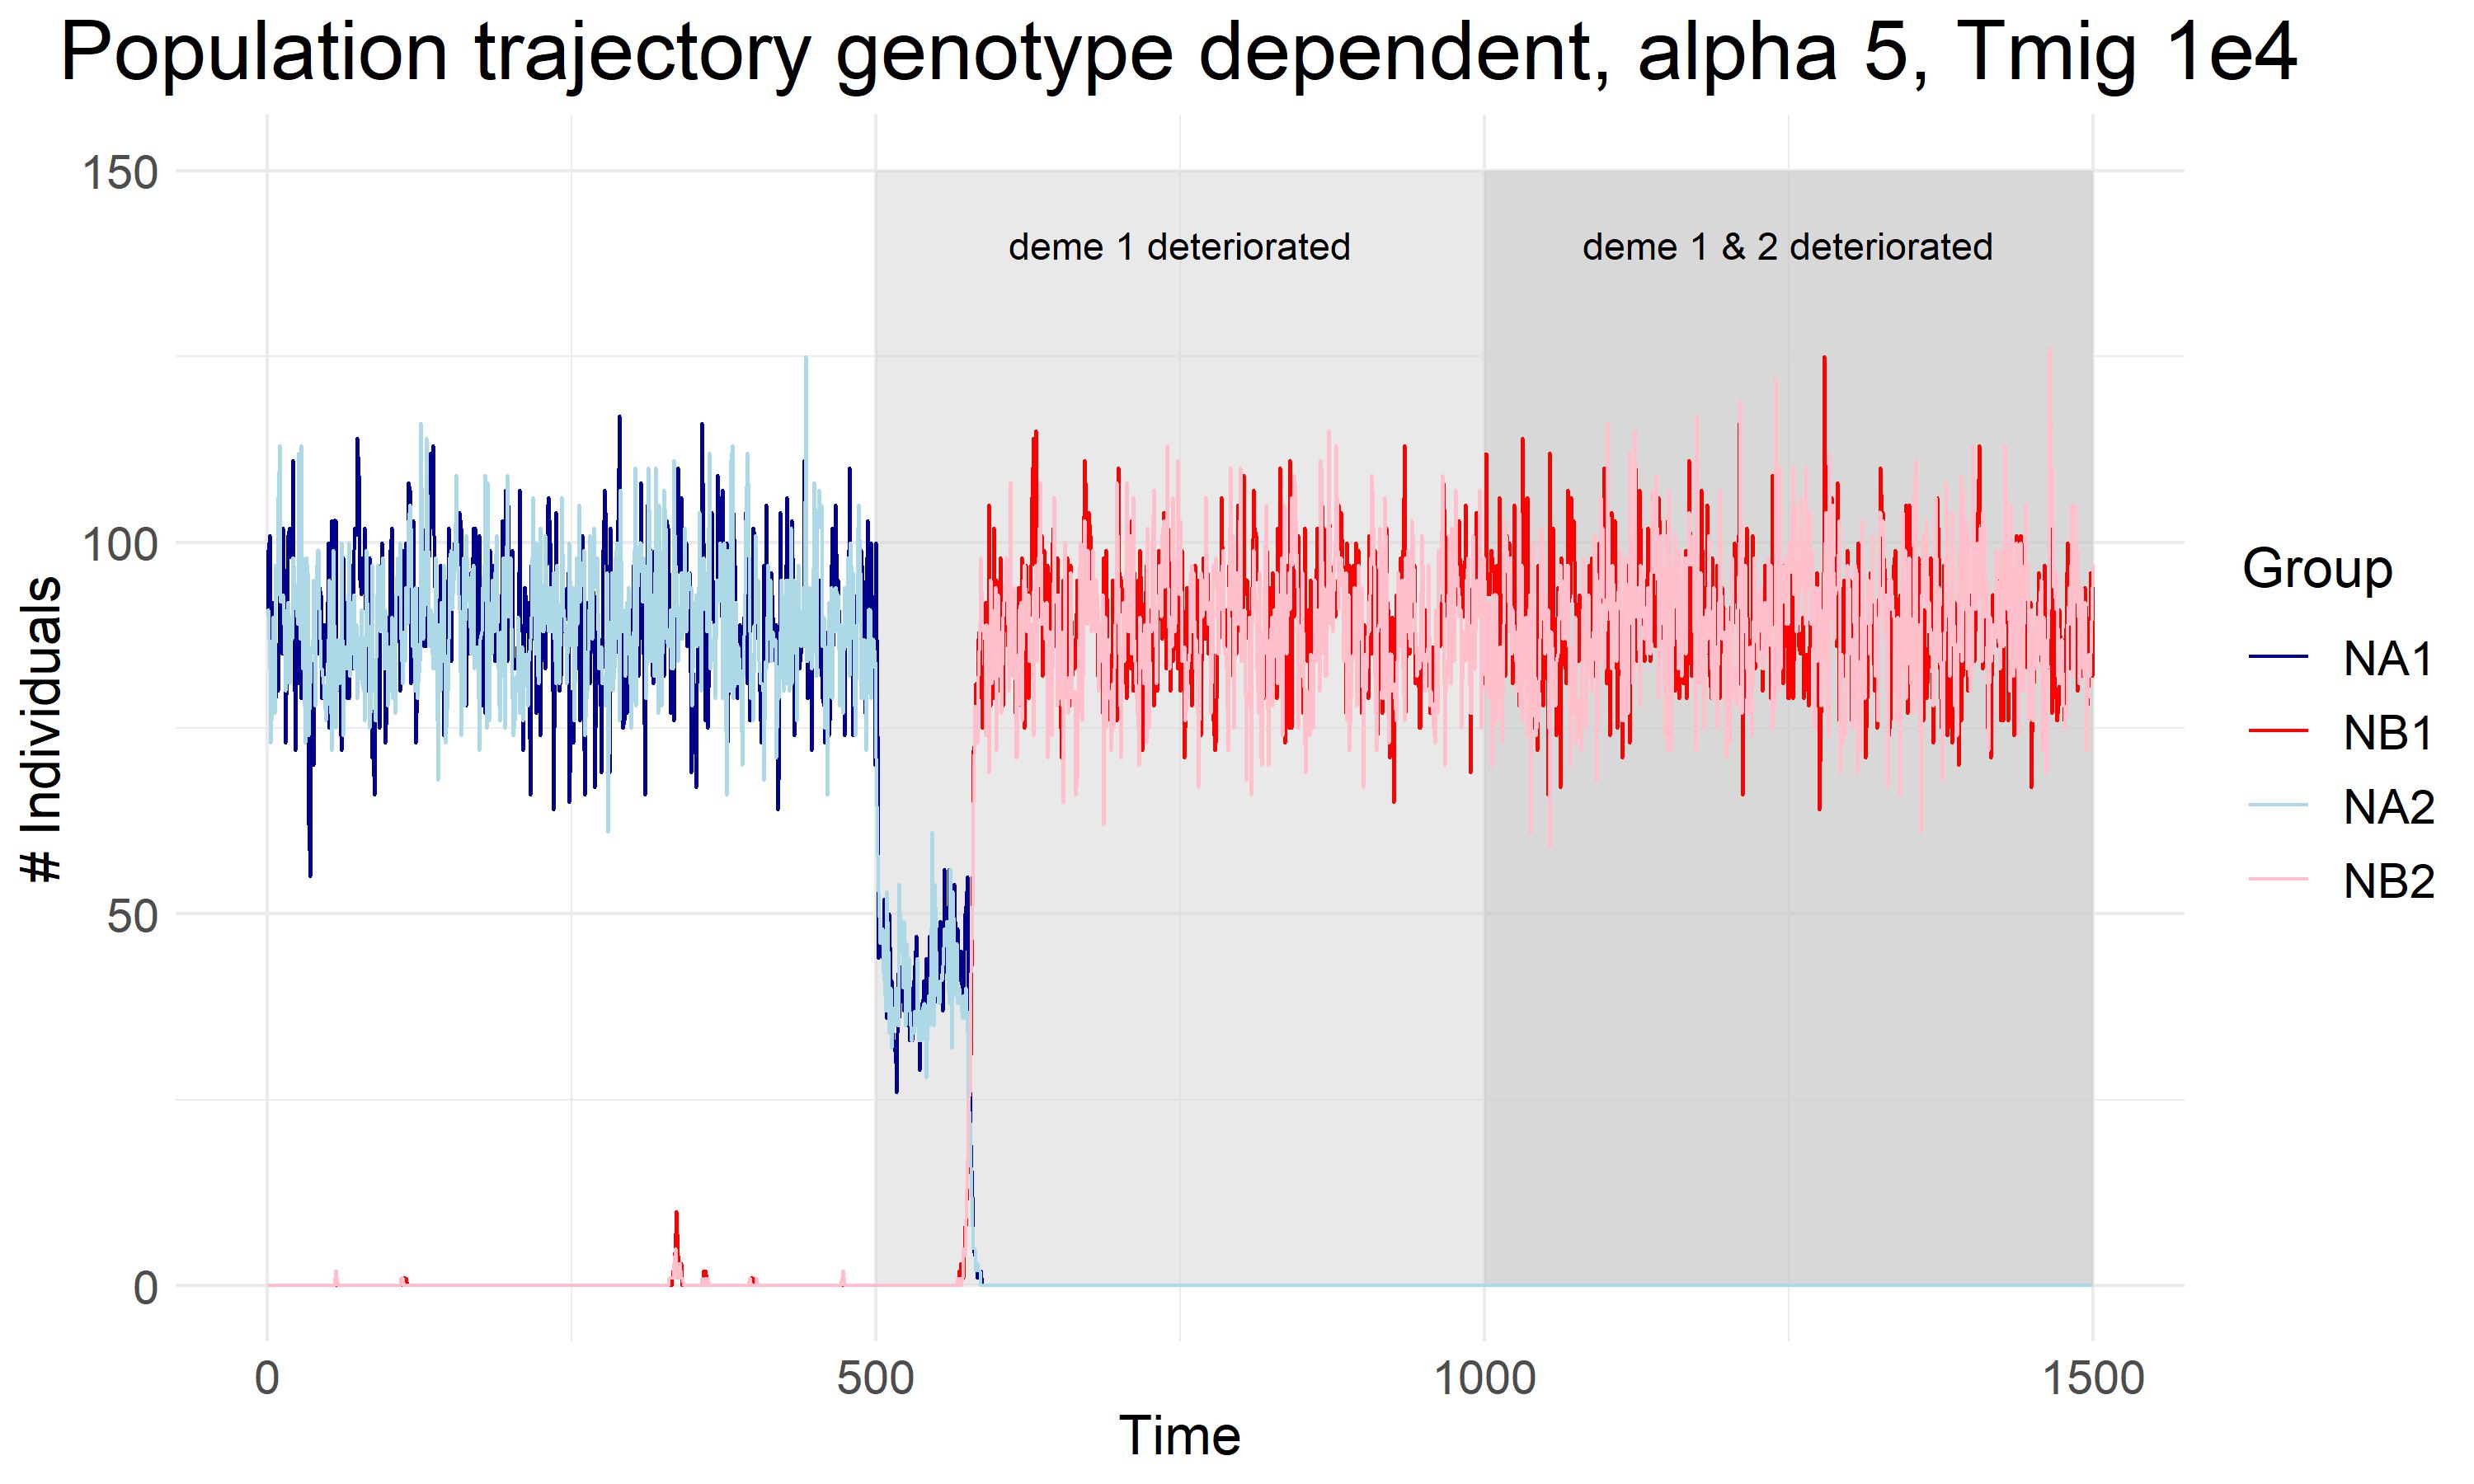 Population trajectory genotype dependent, alpha 5, Tmig 1e4
150
deme 1 deteriorated
deme 1 & 2 deteriorated
100
50
0
# Individuals
0
500
1000
1500
Time
Group
NA1
NB1
NA2
NB2